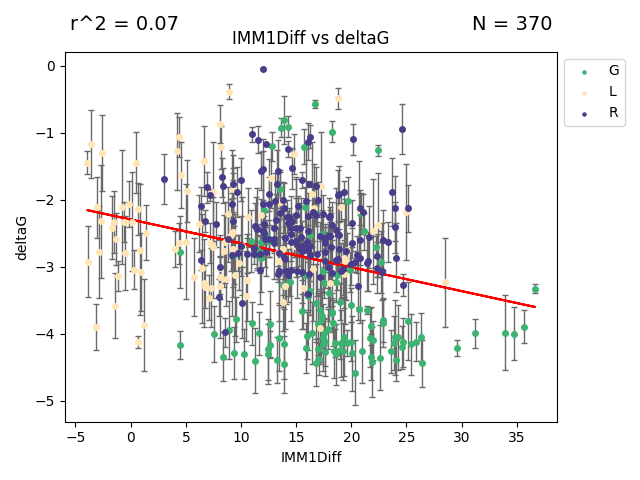 r^2 = 0.07
N = 370
IMM1Diff vs deltaG
G
L
R
deltaG
0
−1
−2
−3
−4
−5
−5
0
5
10
15
20
25
30
35
IMM1Diff